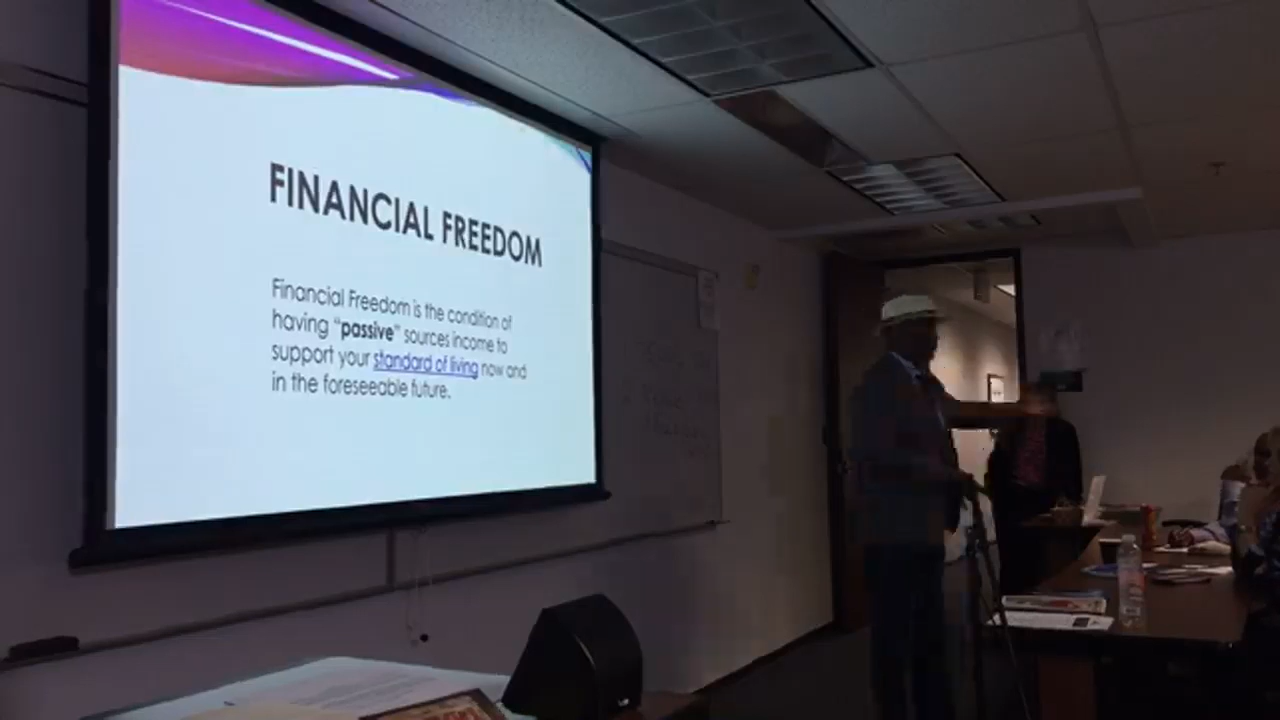 FINANCIAL FREEDOM
Financial Freedom is the condition of
having "passive" sources income to
support your standard of living now and
in the foreseeable future.